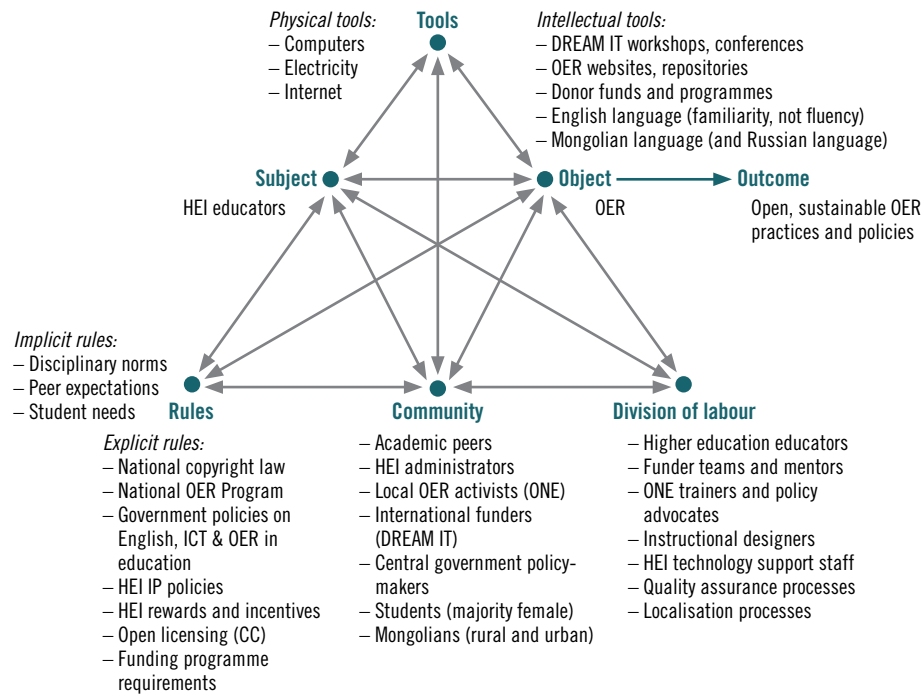 Physical tools:
– Computers
– Electricity
– Internet
Tools
Intellectual tools:
– DREAM IT workshops, conferences
– OER websites, repositories
– Donor funds and programmes
– English language (familiarity, not fluency)
– Mongolian language (and Russian language)
Subject
HEI educators
Object
OER
Outcome
Open, sustainable OER
practices and policies
Implicit rules:
– Disciplinary norms
– Peer expectations
– Student needs
Rules
Explicit rules:
– National copyright law
– National OER Program
– Government policies on
English, ICT & OER in
education
– HEI IP policies
– HEI rewards and incentives
– Open licensing (CC)
– Funding programme
requirements
Community
– Academic peers
– HEI administrators
– Local OER activists (ONE)
– International funders
(DREAM IT)
– Central government policy-
makers
– Students (majority female)
– Mongolians (rural and urban)
Division of labour
– Higher education educators
– Funder teams and mentors
– ONE trainers and policy
advocates
– Instructional designers
– HEI technology support staff
– Quality assurance processes
– Localisation processes